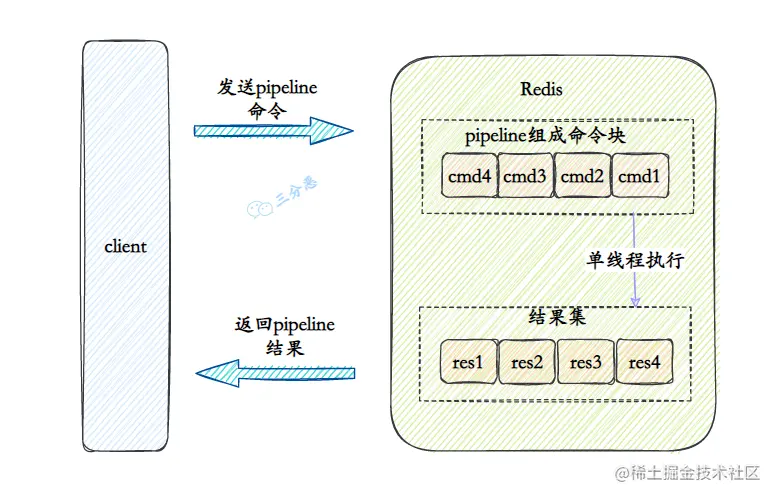 发送pipeline
命令
Redis
pipeline组成命令块
cmd4 cmd3 cmd2 cmd1
三分恶
client
单线程执行
返回pipeline
结果
结果集
res1 res2 res3 res4
@稀土掘金技术社区